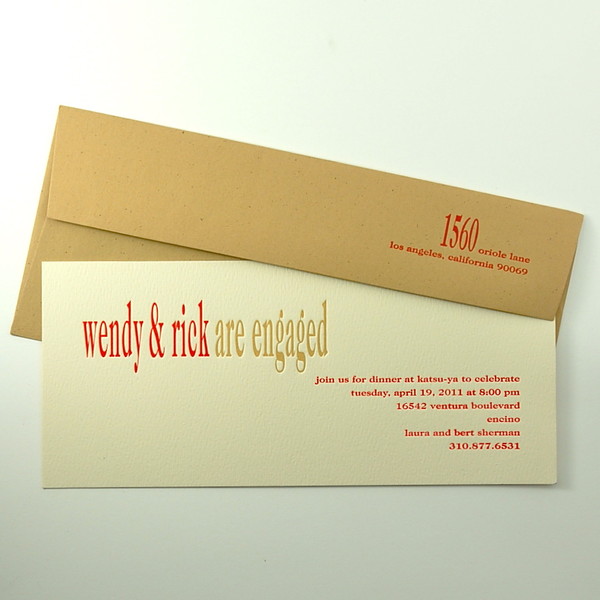 1560 oriole lane
los angeles, california 90069
wendy & rick are engaged
join us for dinner at katsu-ya to celebrate
tuesday, april 19, 2011 at 8:00 pm
16542 ventura boulevard
encino
laura and bert sherman
310.877.6531